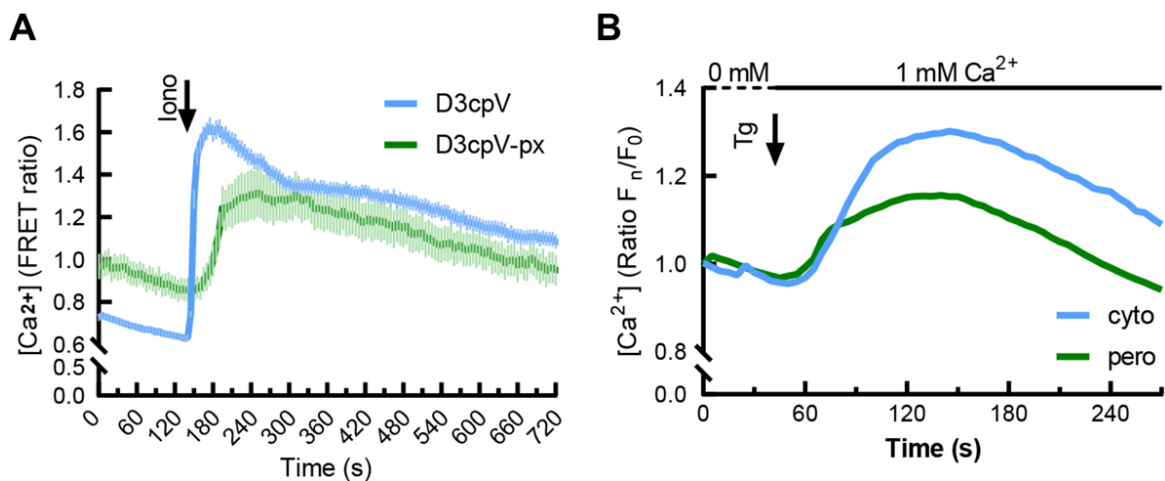 A
[Ca²⁺] (FRET ratio)
1.8
1.6
1.4
1.2
1.0
0.8
0.6
0.5
0.0
Iono
D3cpV
D3cpV-px
0 60 120 180 240 300 360 420 480 540 600 660 720
Time (s)
B
[Ca²⁺] (Ratio Fₙ/F₀)
0 mM 1 mM Ca²⁺
1.4
1.2
1.0
0.8
0.0
Tg
cyto
pero
0 60 120 180 240
Time (s)